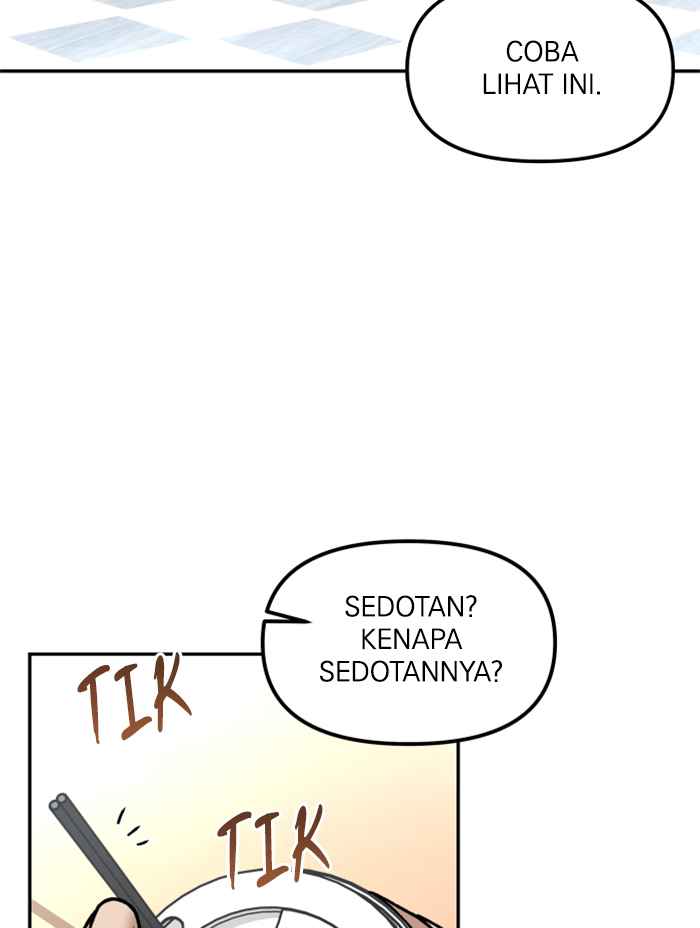 COBA
LIHAT INI.
SEDOTAN?
KENAPA
SEDOTANNYA?
TIK
TIK